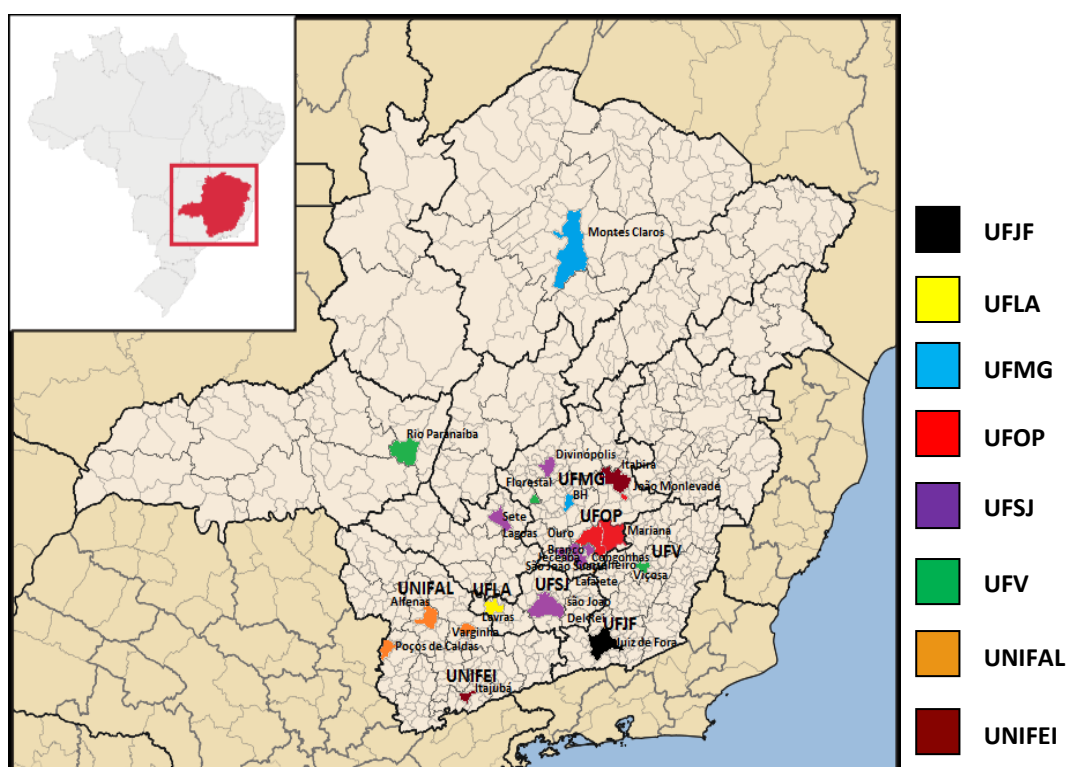 Montes Claros
Rio Paranaíba
Divinópolis
Itabira
UFMG
Florestal
João Monlevade
BH
Sete
Lagoas
UFOP
Ouro
Branco
Mariana
Jeceaba
Congonhas
São João
Conselheiro
Lafaiete
UFV
Viçosa
UNIFAL
Alfenas
UFLA
Lavras
UFSJ
são João
Del Rei
Varginha
UFJF
Juiz de Fora
Poços de Caldas
UNIFEI
Itajubá
UFJF
UFLA
UFMG
UFOP
UFSJ
UFV
UNIFAL
UNIFEI